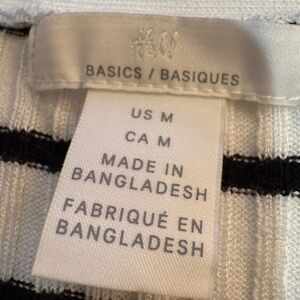 H&M
BASICS / BASIQUES
US M
CA M
MADE IN
BANGLADESH
FABRIQUÉ EN
BANGLADESH